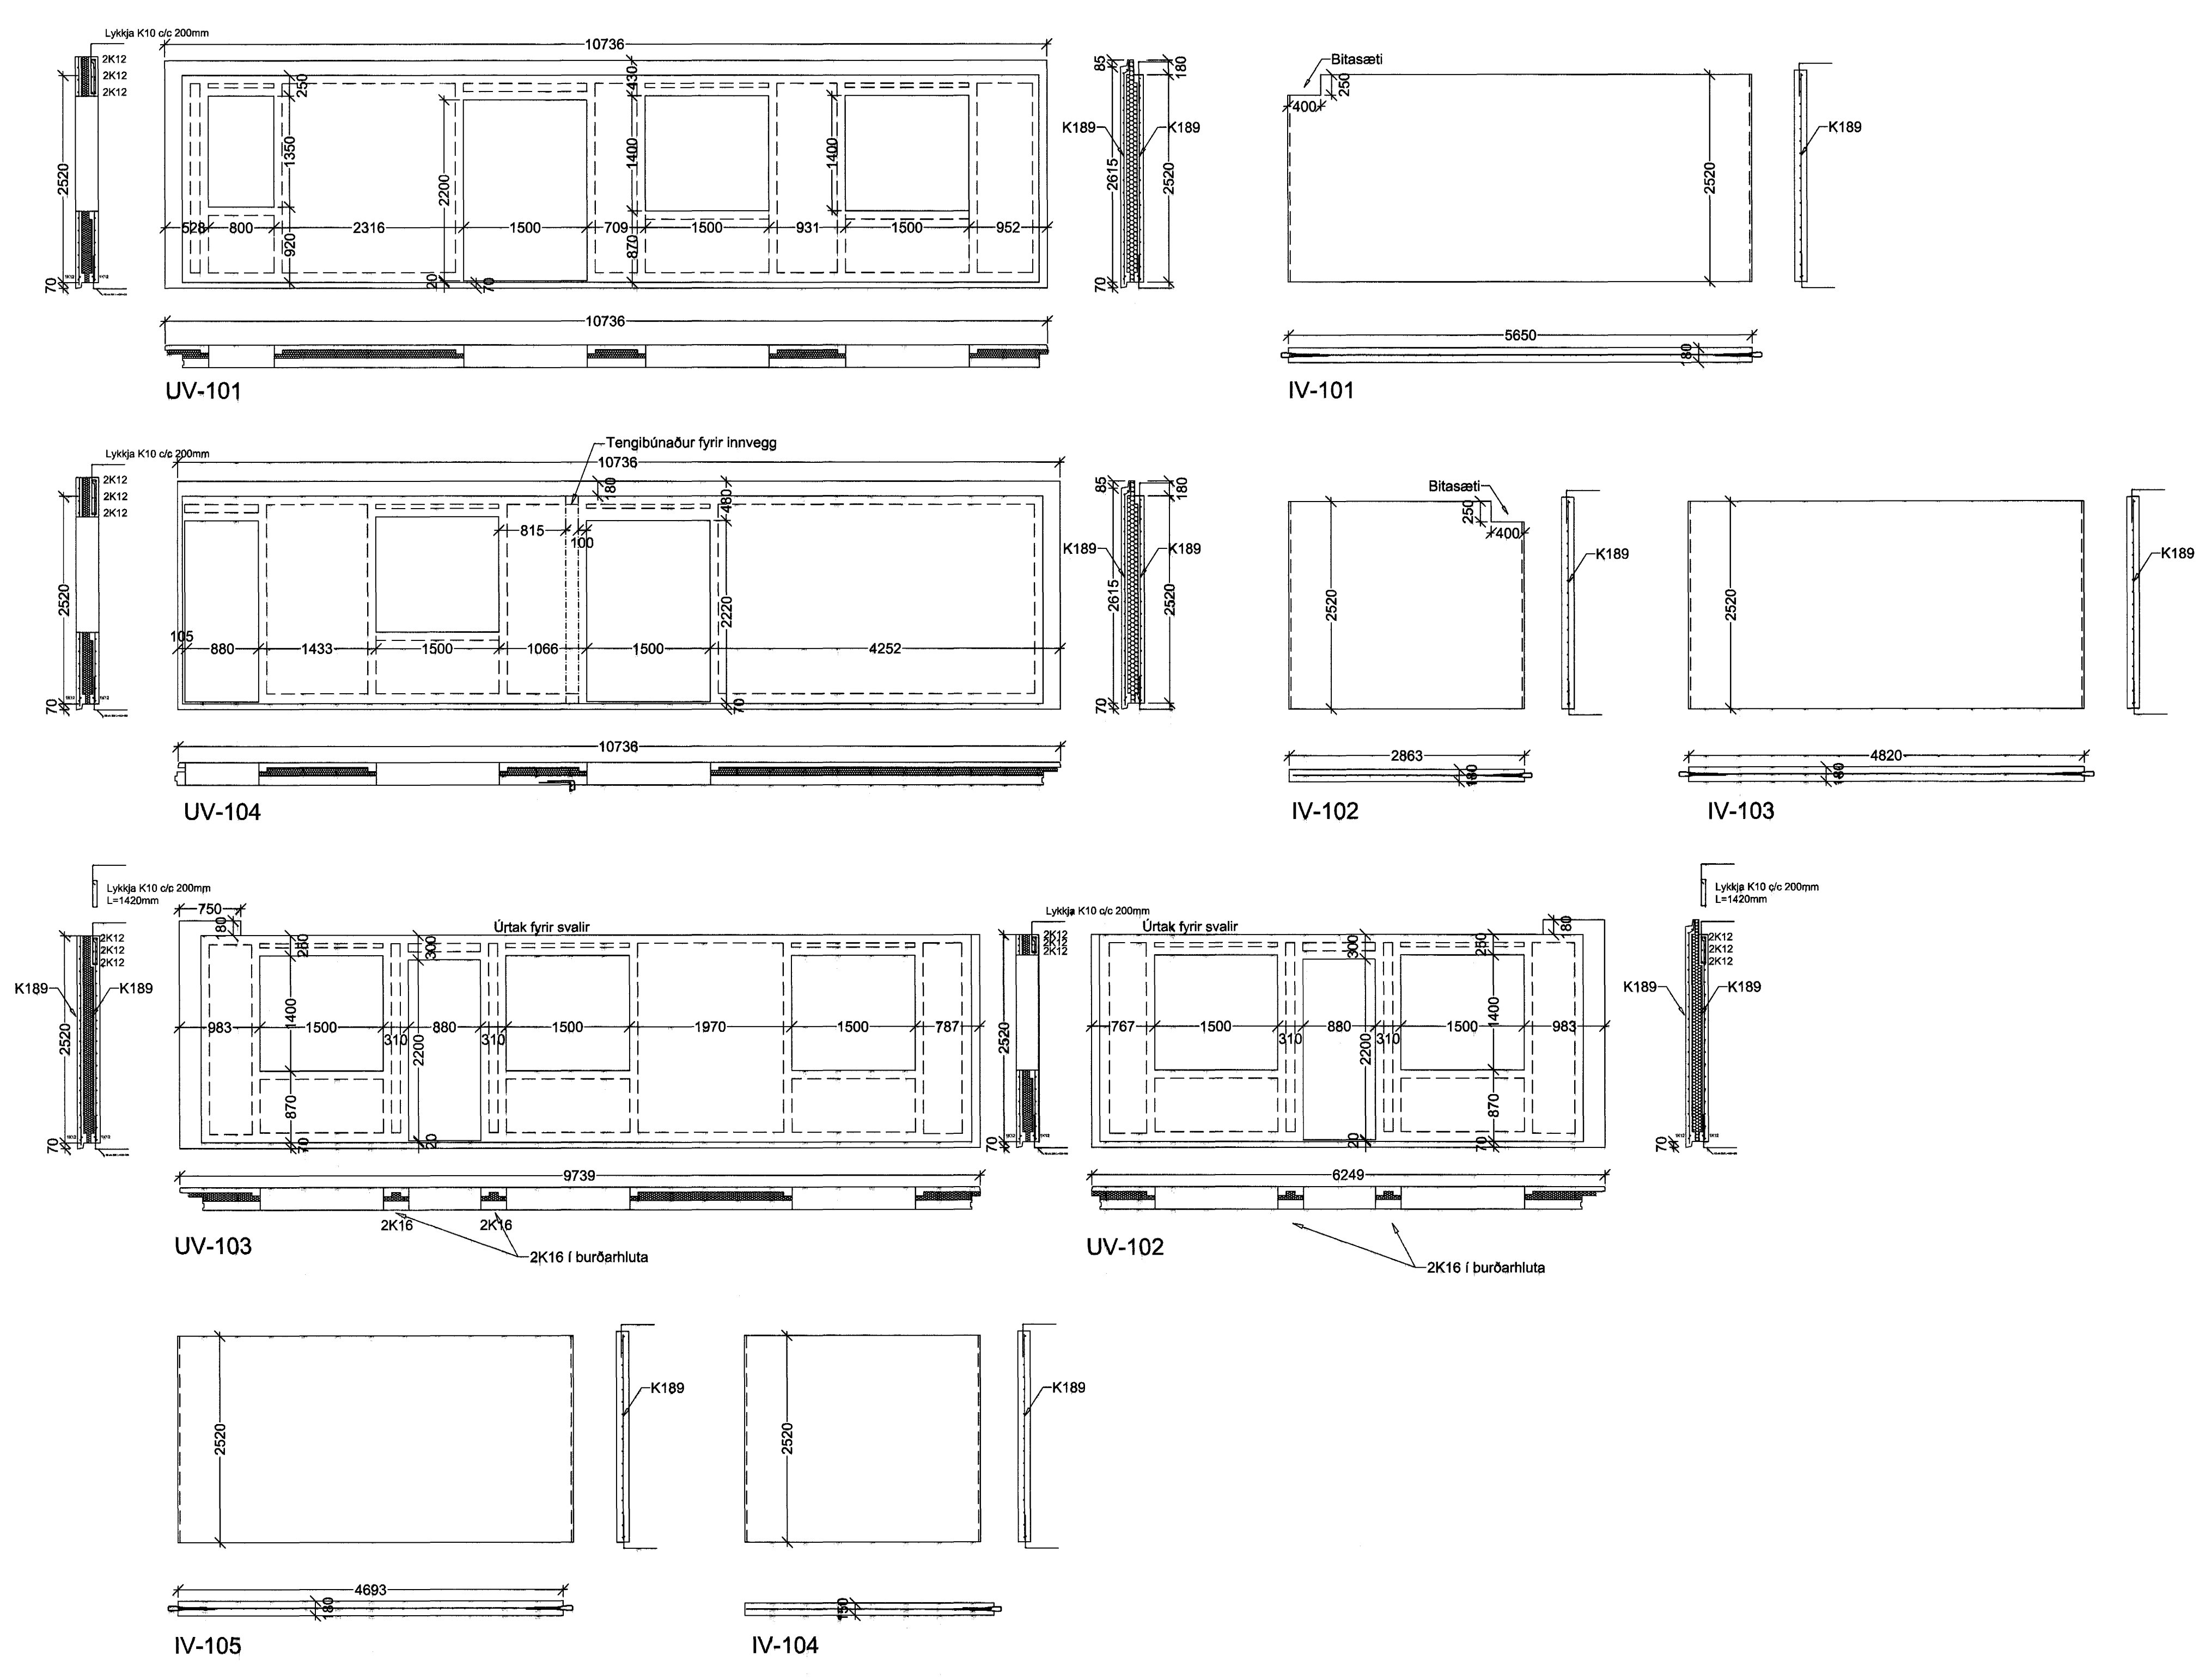 Lykkja K10 c/c 200mm
2K12
2K12
2K12
2520
70
10736
250
1350
920
2200
20
70
430
1400
870
1400
528
800
2316
1500
709
1500
931
1500
952
10736
UV-101
85
180
K189
K189
2615
2520
70
Bitasæti
250
400
2520
K189
5650
180
IV-101
Lykkja K10 c/c 200mm
2K12
2K12
2K12
2520
70
Tengibúnaður fyrir innvegg
10736
180
480
815
100
2220
105
880
1433
1500
1066
1500
4252
70
10736
UV-104
85
180
K189
K189
2615
2520
70
Bitasæti
250
400
2520
K189
2863
180
IV-102
2520
K189
4820
180
IV-103
Lykkja K10 c/c 200mm
L=1420mm
2K12
2K12
2K12
K189
K189
2520
70
750
180
Úrtak fyrir svalir
250
300
1400
2200
870
70
20
983
1500
310
880
310
1500
1970
1500
787
9739
2K16
2K16
2K16 í burðarhluta
UV-103
Lykkja K10 c/c 200mm
2K12
2K12
2K12
2520
70
Úrtak fyrir svalir
180
300
250
1400
2200
870
20
70
767
1500
310
880
310
1500
983
6249
2K16 í burðarhluta
UV-102
Lykkja K10 c/c 200mm
L=1420mm
2K12
2K12
2K12
K189
K189
70
2520
K189
4693
180
IV-105
2520
K189
150
IV-104